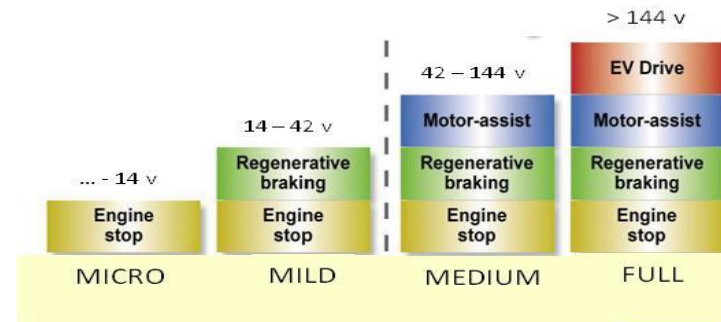 > 144 v
EV Drive
42 – 144 v
Motor-assist
Motor-assist
14 – 42 v
Regenerative
braking
Regenerative
braking
Regenerative
braking
... - 14 v
Engine
stop
Engine
stop
Engine
stop
Engine
stop
MICRO
MILD
MEDIUM
FULL